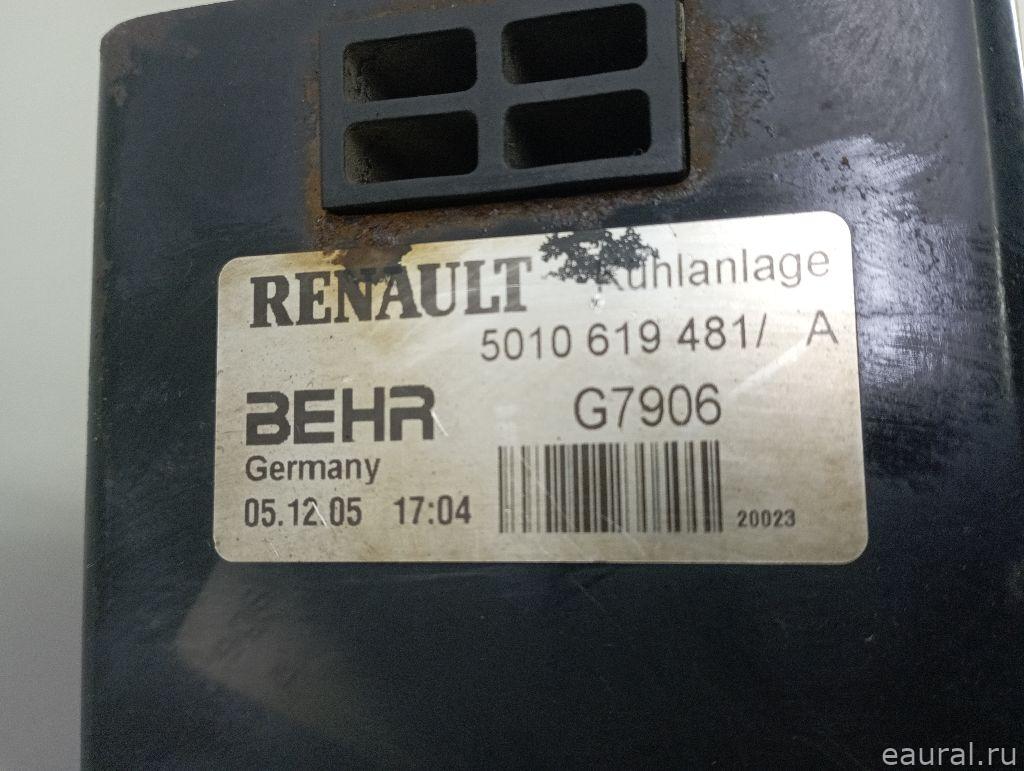 RENAULT Kühlanlage
5010 619 481/ A
BEHR G7906
Germany
05.12.05 17:04
20023
eaural.ru